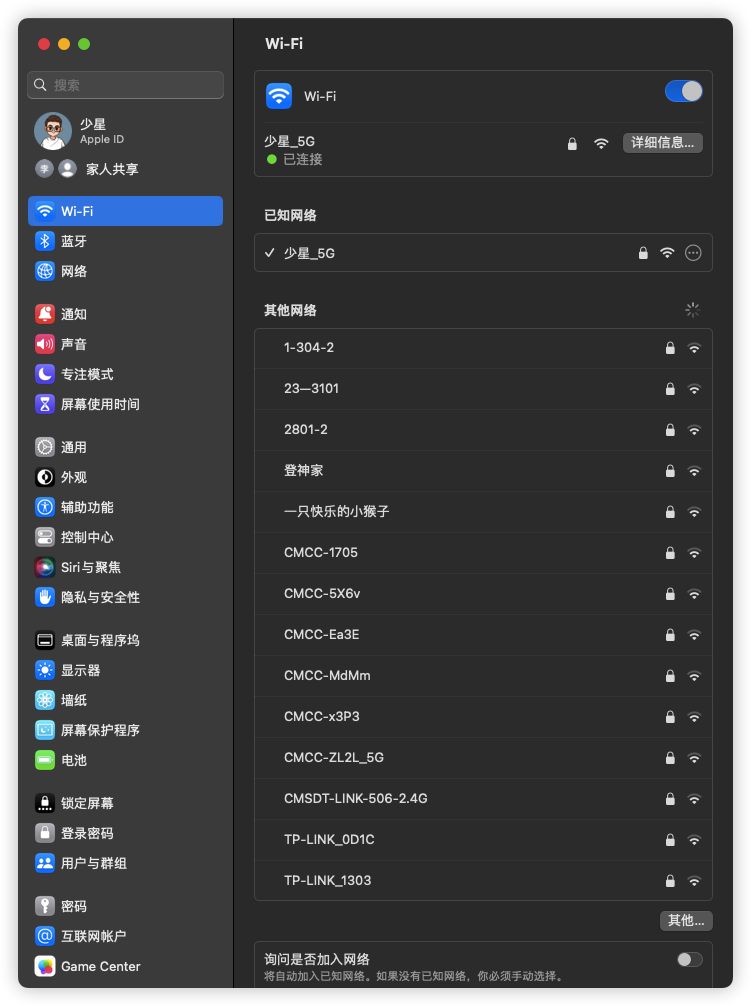 搜索
少星
Apple ID
李
家人共享
Wi-Fi
蓝牙
网络
通知
声音
专注模式
屏幕使用时间
通用
外观
辅助功能
控制中心
Siri与聚焦
隐私与安全性
桌面与程序坞
显示器
墙纸
屏幕保护程序
电池
锁定屏幕
登录密码
用户与群组
密码
互联网帐户
Game Center
Wi-Fi
Wi-Fi
少星_5G
已连接
详细信息...
已知网络
少星_5G
其他网络
1-304-2
23—3101
2801-2
登神家
一只快乐的小猴子
CMCC-1705
CMCC-5X6v
CMCC-Ea3E
CMCC-MdMm
CMCC-x3P3
CMCC-ZL2L_5G
CMSDT-LINK-506-2.4G
TP-LINK_0D1C
TP-LINK_1303
其他...
询问是否加入网络
将自动加入已知网络。如果没有已知网络，你必须手动选择。